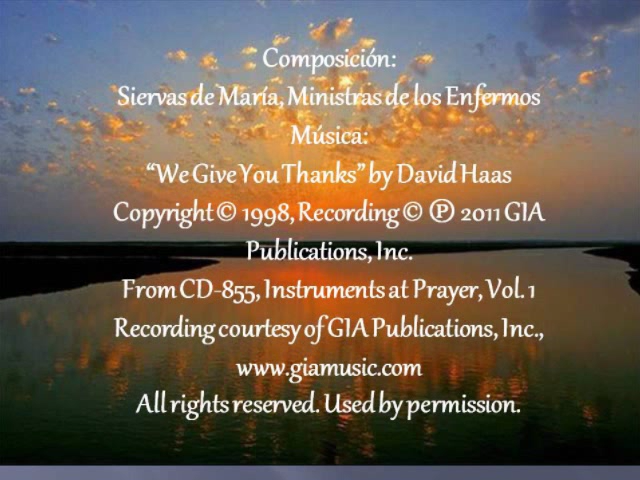 Composición:
Siervas de María, Ministras de los Enfermos
Música:
“We Give You Thanks” by David Haas
Copyright © 1998, Recording © ℗ 2011 GIA
Publications, Inc.
From CD-855, Instruments at Prayer, Vol. 1
Recording courtesy of GIA Publications, Inc.,
www.giamusic.com
All rights reserved. Used by permission.